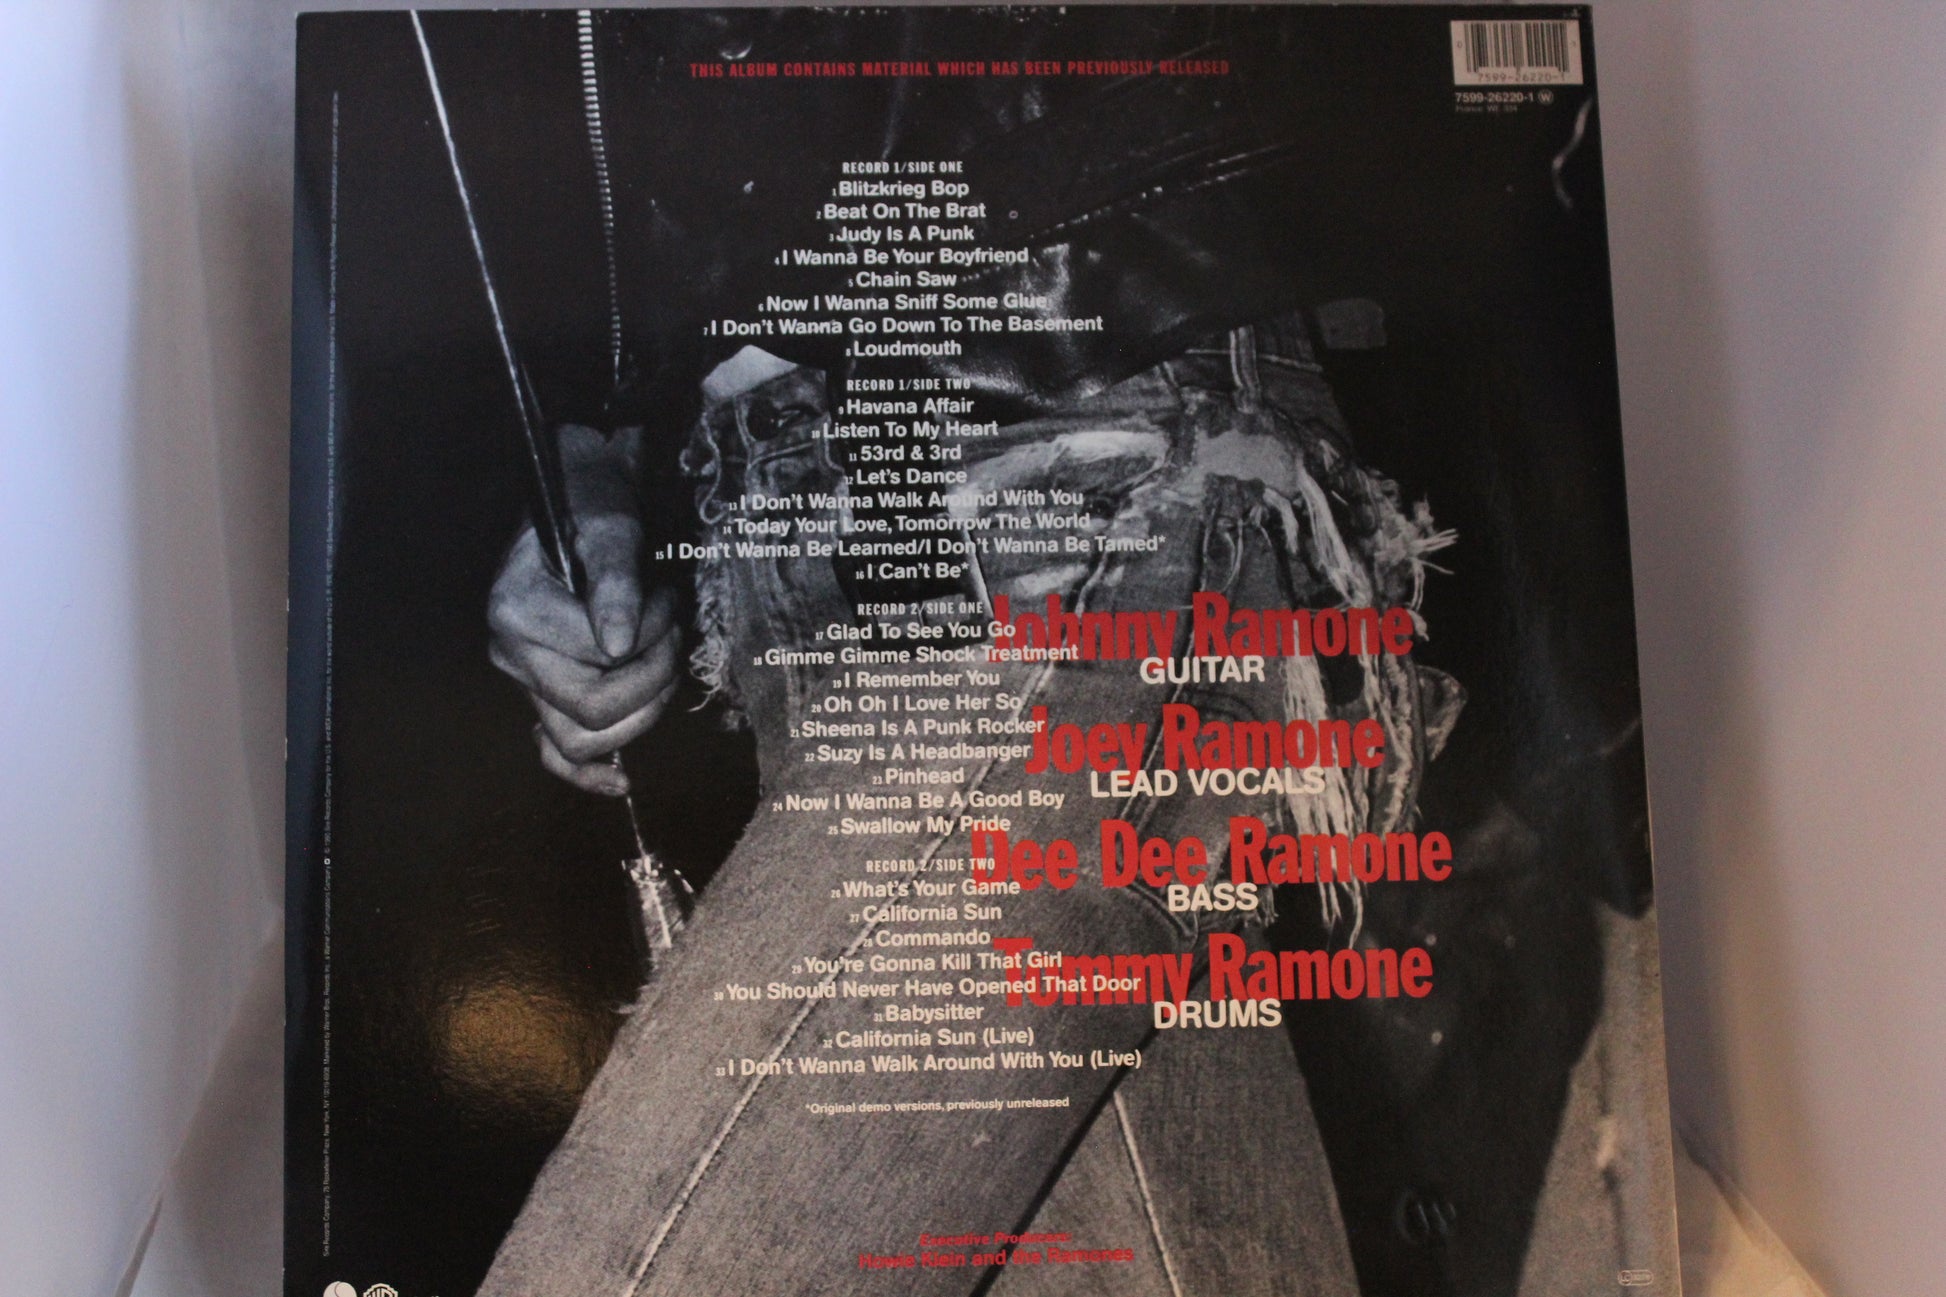 THIS ALBUM CONTAINS MATERIAL WHICH HAS BEEN PREVIOUSLY RELEASED
7599-26220-1
7599-26220-1 W
France: WE
RECORD 1/SIDE ONE
1 Blitzkrieg Bop
2 Beat On The Brat
3 Judy Is A Punk
4 I Wanna Be Your Boyfriend
5 Chain Saw
6 Now I Wanna Sniff Some Glue
7 I Don't Wanna Go Down To The Basement
8 Loudmouth
RECORD 1/SIDE TWO
9 Havana Affair
10 Listen To My Heart
11 53rd & 3rd
12 Let's Dance
13 I Don't Wanna Walk Around With You
14 Today Your Love, Tomorrow The World
15 I Don't Wanna Be Learned/I Don't Wanna Be Tamed*
16 I Can't Be*
RECORD 2/SIDE ONE
17 Glad To See You Go
18 Gimme Gimme Shock Treatment
19 I Remember You
20 Oh Oh I Love Her So
21 Sheena Is A Punk Rocker
22 Suzy Is A Headbanger
23 Pinhead
24 Now I Wanna Be A Good Boy
25 Swallow My Pride
RECORD 2/SIDE TWO
26 What's Your Game
27 California Sun
28 Commando
29 You're Gonna Kill That Girl
30 You Should Never Have Opened That Door
31 Babysitter
32 California Sun (Live)
33 I Don't Wanna Walk Around With You (Live)
*Original demo versions, previously unreleased
Johnny Ramone
GUITAR
Joey Ramone
LEAD VOCALS
Dee Dee Ramone
BASS
Tommy Ramone
DRUMS
Executive Producers:
Howie Klein and the Ramones